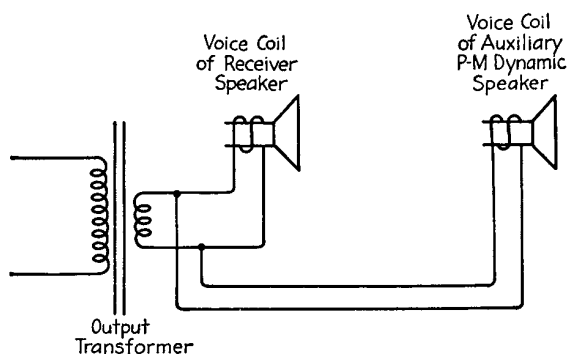 Voice Coil
of Receiver
Speaker
Voice Coil
of Auxiliary
P-M Dynamic
Speaker
Output
Transformer